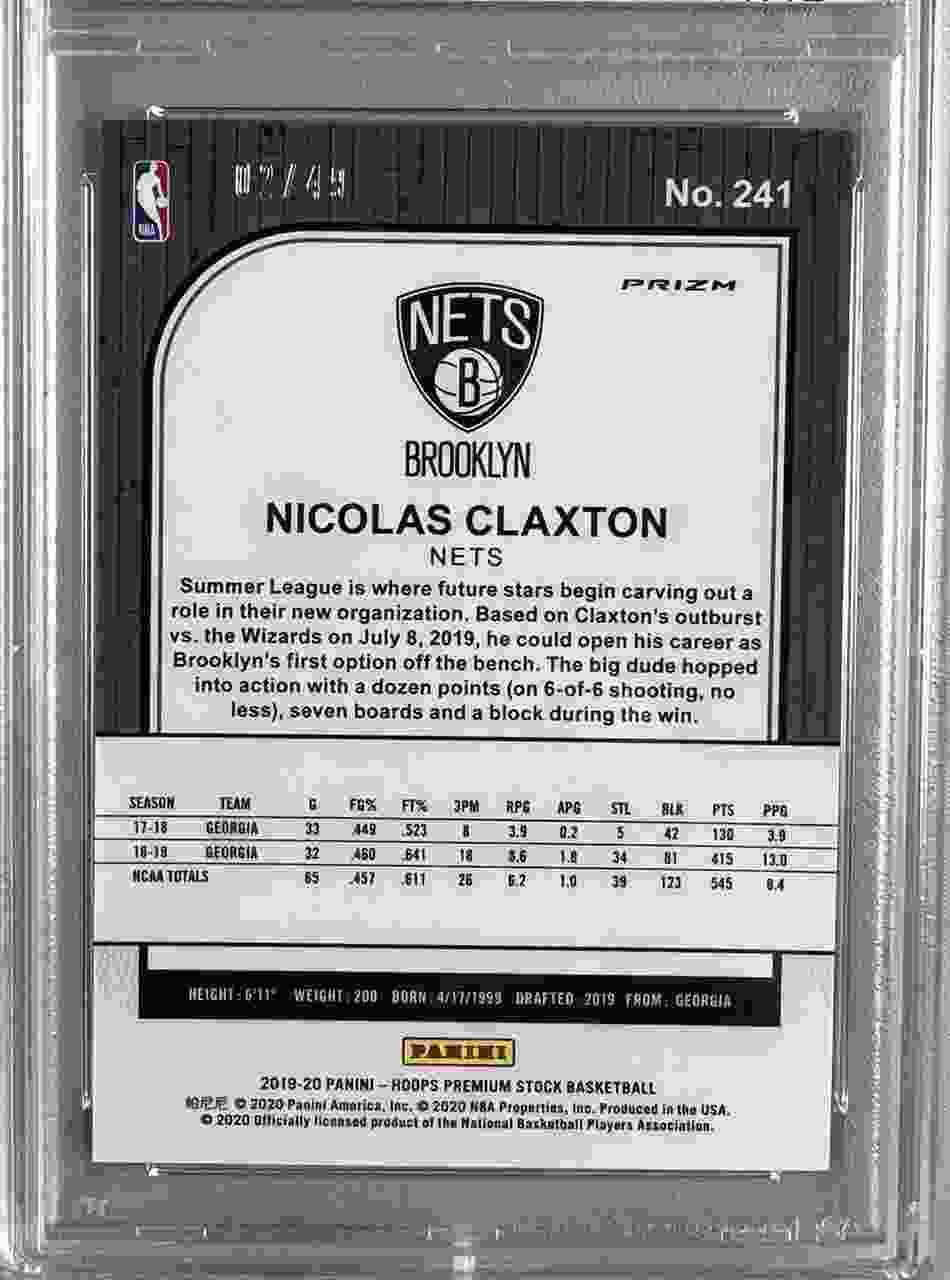 02/49
No. 241
NBA
PRIZM
NETS
B
BROOKLYN
NICOLAS CLAXTON
NETS
Summer League is where future stars begin carving out a
role in their new organization. Based on Claxton's outburst
vs. the Wizards on July 8, 2019, he could open his career as
Brooklyn's first option off the bench. The big dude hopped
into action with a dozen points (on 6-of-6 shooting, no
less), seven boards and a block during the win.
SEASON TEAM G FG% FT% 3PM RPG APG STL BLK PTS PPG
17-18 GEORGIA 33 .449 .523 8 3.9 0.2 5 42 130 3.9
18-19 GEORGIA 32 .460 .641 18 8.6 1.8 34 81 415 13.0
NCAA TOTALS 65 .457 .611 26 6.2 1.0 39 123 545 8.4
HEIGHT: 6'11" WEIGHT: 200 BORN: 4/17/1999 DRAFTED: 2019 FROM: GEORGIA
PANINI
2019-20 PANINI – HOOPS PREMIUM STOCK BASKETBALL
帕尼尼 © 2020 Panini America, Inc. © 2020 NBA Properties, Inc. Produced in the USA.
© 2020 Officially licensed product of the National Basketball Players Association.